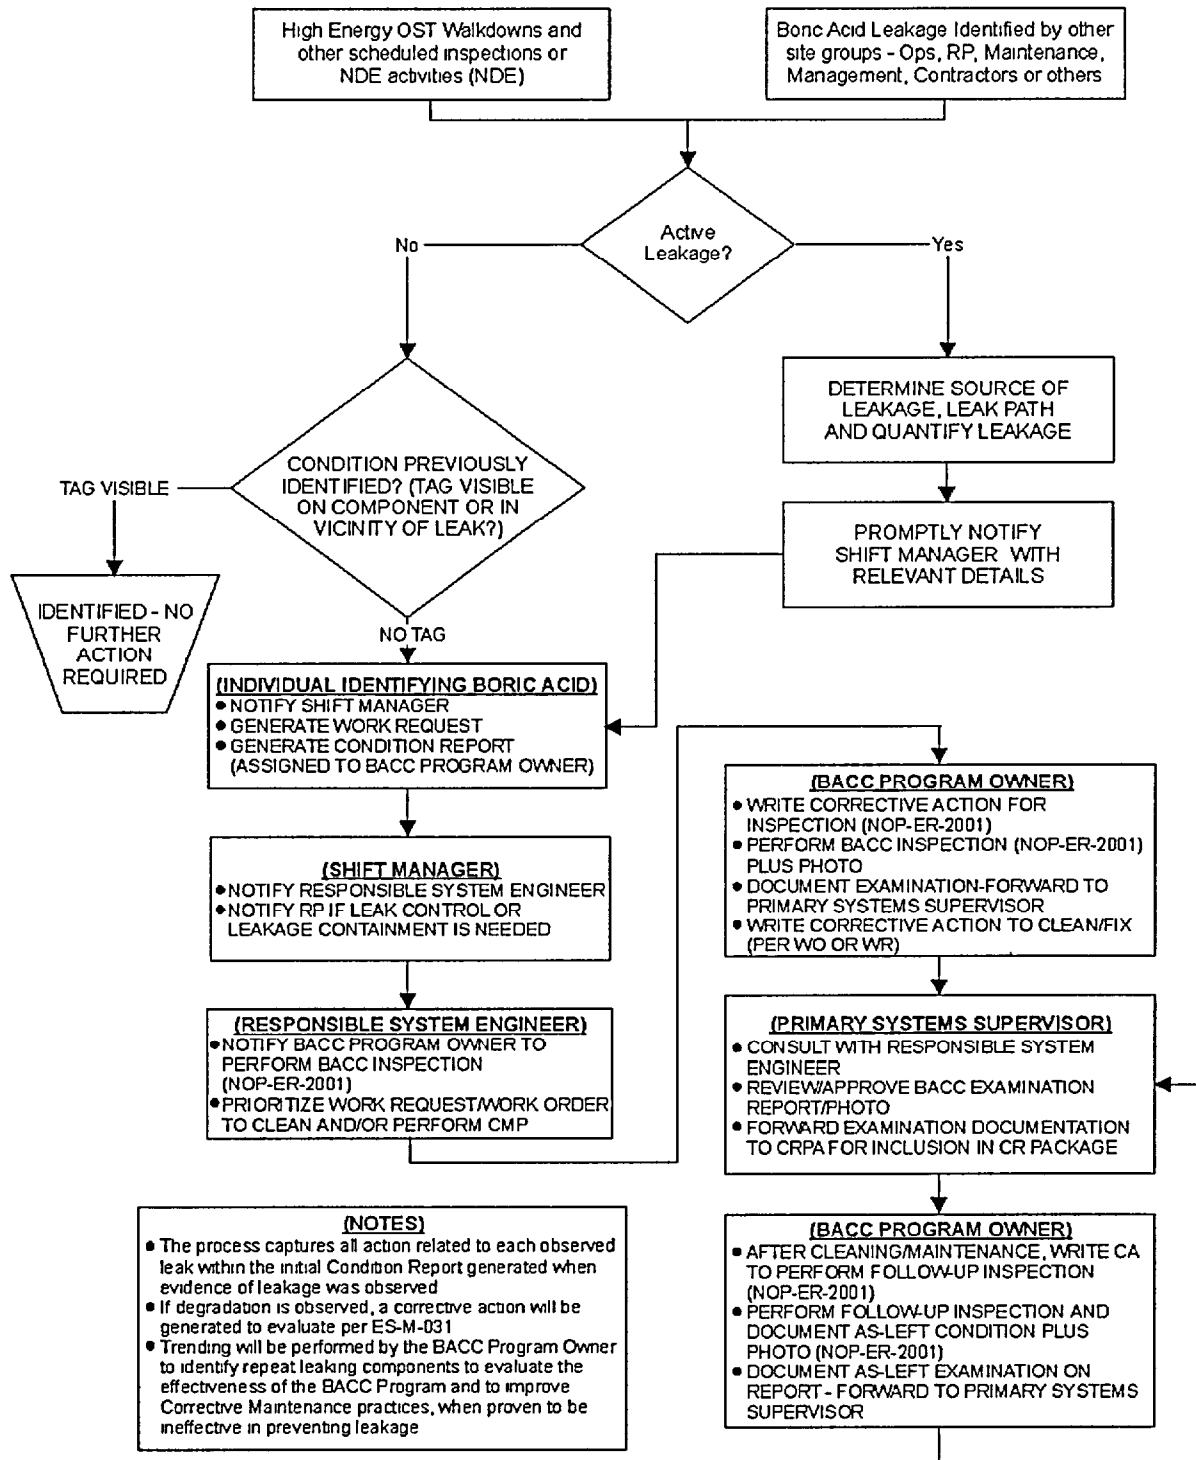 High Energy OST Walkdowns and
other scheduled inspections or
NDE activities (NDE)
Boric Acid Leakage Identified by other
site groups - Ops, RP, Maintenance,
Management, Contractors or others
Active
Leakage?
No
Yes
DETERMINE SOURCE OF
LEAKAGE, LEAK PATH
AND QUANTIFY LEAKAGE
CONDITION PREVIOUSLY
IDENTIFIED? (TAG VISIBLE
ON COMPONENT OR IN
VICINITY OF LEAK?)
TAG VISIBLE
PROMPTLY NOTIFY
SHIFT MANAGER WITH
RELEVANT DETAILS
IDENTIFIED - NO
FURTHER
ACTION
REQUIRED
NO TAG
(INDIVIDUAL IDENTIFYING BORIC ACID)
● NOTIFY SHIFT MANAGER
● GENERATE WORK REQUEST
● GENERATE CONDITION REPORT
(ASSIGNED TO BACC PROGRAM OWNER)
(SHIFT MANAGER)
● NOTIFY RESPONSIBLE SYSTEM ENGINEER
● NOTIFY RP IF LEAK CONTROL OR
LEAKAGE CONTAINMENT IS NEEDED
(RESPONSIBLE SYSTEM ENGINEER)
● NOTIFY BACC PROGRAM OWNER TO
PERFORM BACC INSPECTION
(NOP-ER-2001)
● PRIORITIZE WORK REQUEST/WORK ORDER
TO CLEAN AND/OR PERFORM CMP
(BACC PROGRAM OWNER)
● WRITE CORRECTIVE ACTION FOR
INSPECTION (NOP-ER-2001)
● PERFORM BACC INSPECTION (NOP-ER-2001)
PLUS PHOTO
● DOCUMENT EXAMINATION-FORWARD TO
PRIMARY SYSTEMS SUPERVISOR
● WRITE CORRECTIVE ACTION TO CLEAN/FIX
(PER WO OR WR)
(PRIMARY SYSTEMS SUPERVISOR)
● CONSULT WITH RESPONSIBLE SYSTEM
ENGINEER
● REVIEW/APPROVE BACC EXAMINATION
REPORT/PHOTO
● FORWARD EXAMINATION DOCUMENTATION
TO CRPA FOR INCLUSION IN CR PACKAGE
(BACC PROGRAM OWNER)
● AFTER CLEANING/MAINTENANCE, WRITE CA
TO PERFORM FOLLOW-UP INSPECTION
(NOP-ER-2001)
● PERFORM FOLLOW-UP INSPECTION AND
DOCUMENT AS-LEFT CONDITION PLUS
PHOTO (NOP-ER-2001)
● DOCUMENT AS-LEFT EXAMINATION ON
REPORT - FORWARD TO PRIMARY SYSTEMS
SUPERVISOR
(NOTES)
● The process captures all action related to each observed
leak within the initial Condition Report generated when
evidence of leakage was observed
● If degradation is observed, a corrective action will be
generated to evaluate per ES-M-031
● Trending will be performed by the BACC Program Owner
to identify repeat leaking components to evaluate the
effectiveness of the BACC Program and to improve
Corrective Maintenance practices, when proven to be
ineffective in preventing leakage